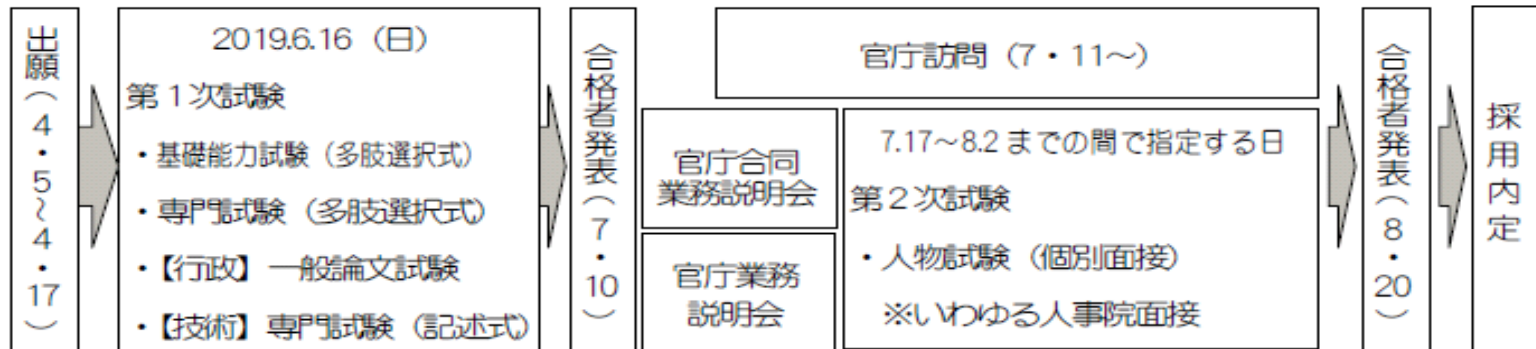 出願（4・5～4・17）
2019.6.16（日）
第1次試験
・基礎能力試験（多肢選択式）
・専門試験（多肢選択式）
・【行政】一般論文試験
・【技術】専門試験（記述式）
合格者発表（7・10）
官庁訪問（7・11～）
官庁合同
業務説明会
官庁業務
説明会
7.17～8.2までの間で指定する日
第2次試験
・人物試験（個別面接）
※いわゆる人事院面接
合格者発表（8・20）
採用内定